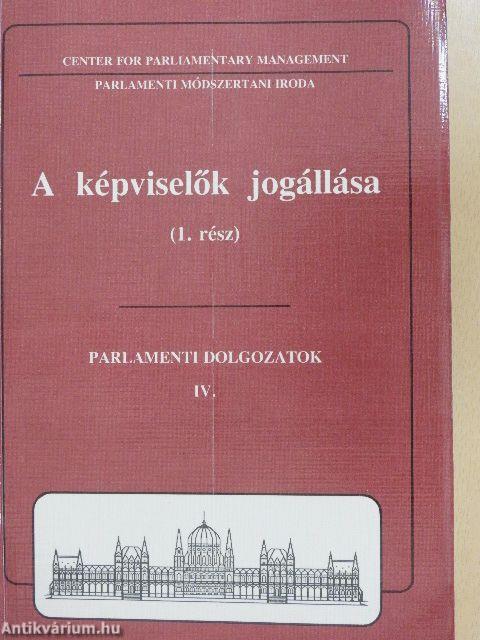 CENTER FOR PARLIAMENTARY MANAGEMENT
PARLAMENTI MÓDSZERTANI IRODA
A képviselők jogállása
(1. rész)
PARLAMENTI DOLGOZATOK
IV.
Antikvárium.hu